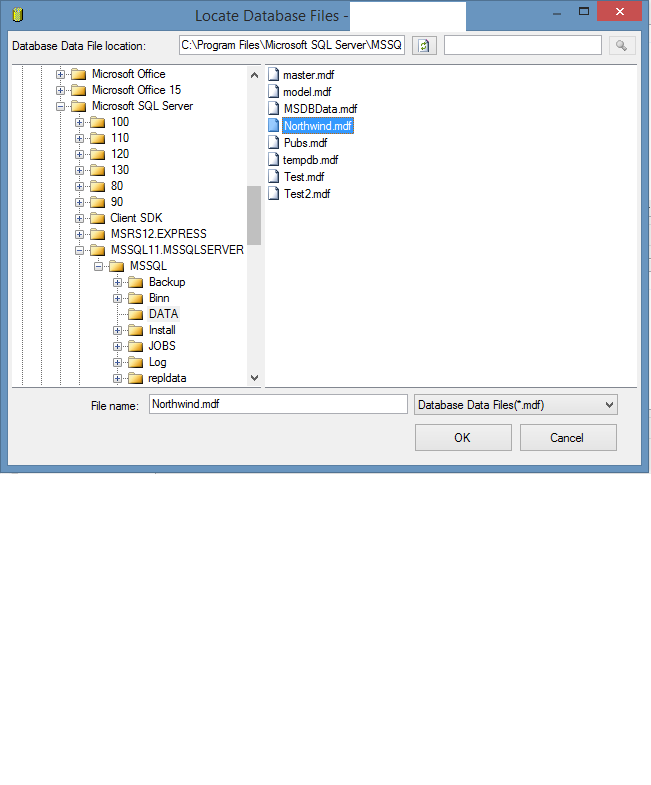 Locate Database Files -
Database Data File location: C:\Program Files\Microsoft SQL Server\MSSQ
Microsoft Office
Microsoft Office 15
Microsoft SQL Server
100
110
120
130
80
90
Client SDK
MSRS12.EXPRESS
MSSQL11.MSSQLSERVER
MSSQL
Backup
Binn
DATA
Install
JOBS
Log
repldata
master.mdf
model.mdf
MSDBData.mdf
Northwind.mdf
Pubs.mdf
tempdb.mdf
Test.mdf
Test2.mdf
File name: Northwind.mdf Database Data Files(*.mdf)
OK Cancel